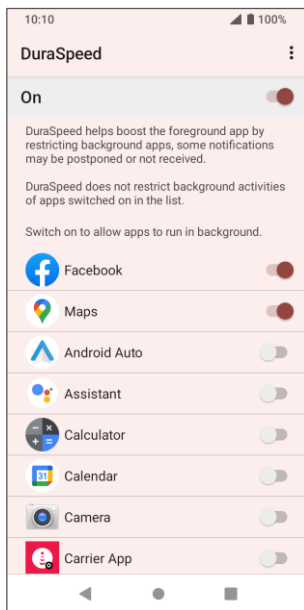 10:10 100%
DuraSpeed
On
DuraSpeed helps boost the foreground app by
restricting background apps, some notifications
may be postponed or not received.
DuraSpeed does not restrict background activities
of apps switched on in the list.
Switch on to allow apps to run in background.
Facebook
Maps
Android Auto
Assistant
Calculator
31
Calendar
Camera
Carrier App